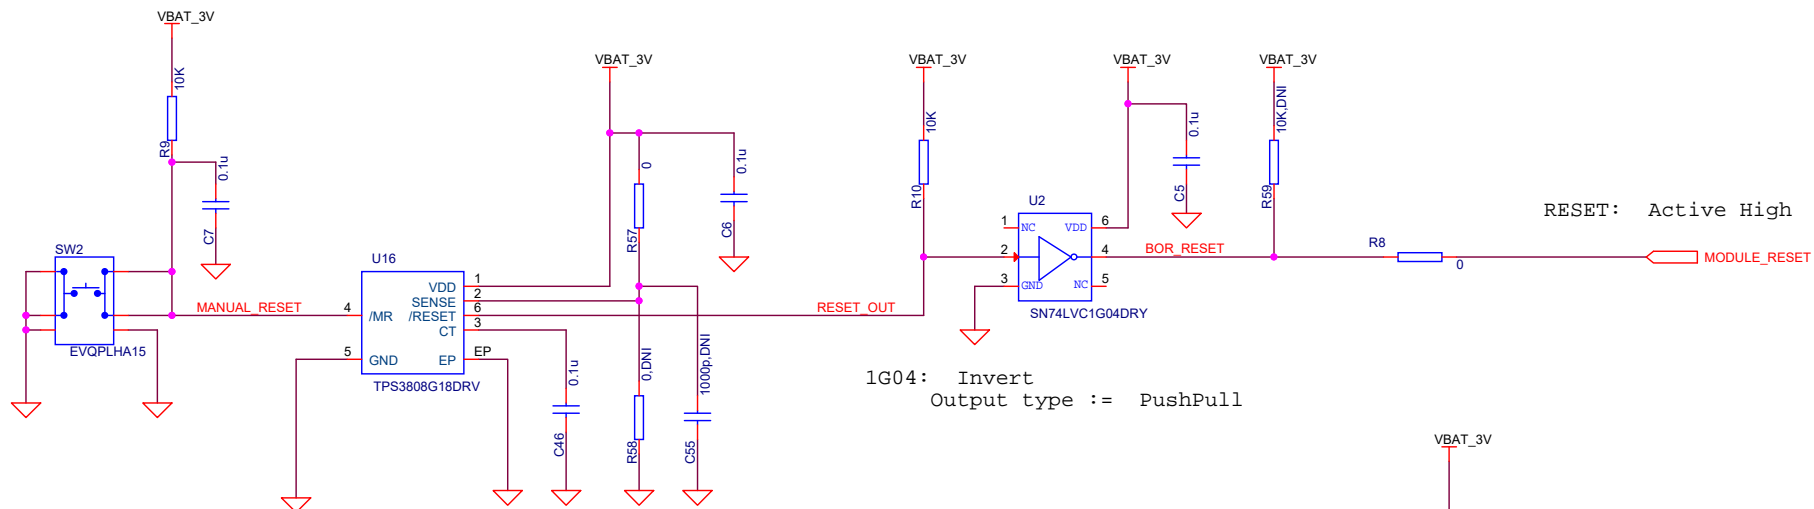 VBAT_3V
10K
R9
0.1u
C7
SW2
EVQPLHA15
MANUAL_RESET
U16
4
/MR
5
GND
VDD
1
SENSE
2
/RESET
6
CT
3
EP
EP
TPS3808G18DRV
VBAT_3V
0
R57
0.1u
C6
0.1u
C46
0,DNI
R58
1000p,DNI
C55
RESET_OUT
VBAT_3V
10K
R10
U2
1
NC
VDD
6
2
4
3
GND
NC
5
SN74LVC1G04DRY
VBAT_3V
0.1u
C5
BOR_RESET
VBAT_3V
10K,DNI
R59
R8
0
RESET: Active High
MODULE_RESET
1G04: Invert
Output type := PushPull
VBAT_3V